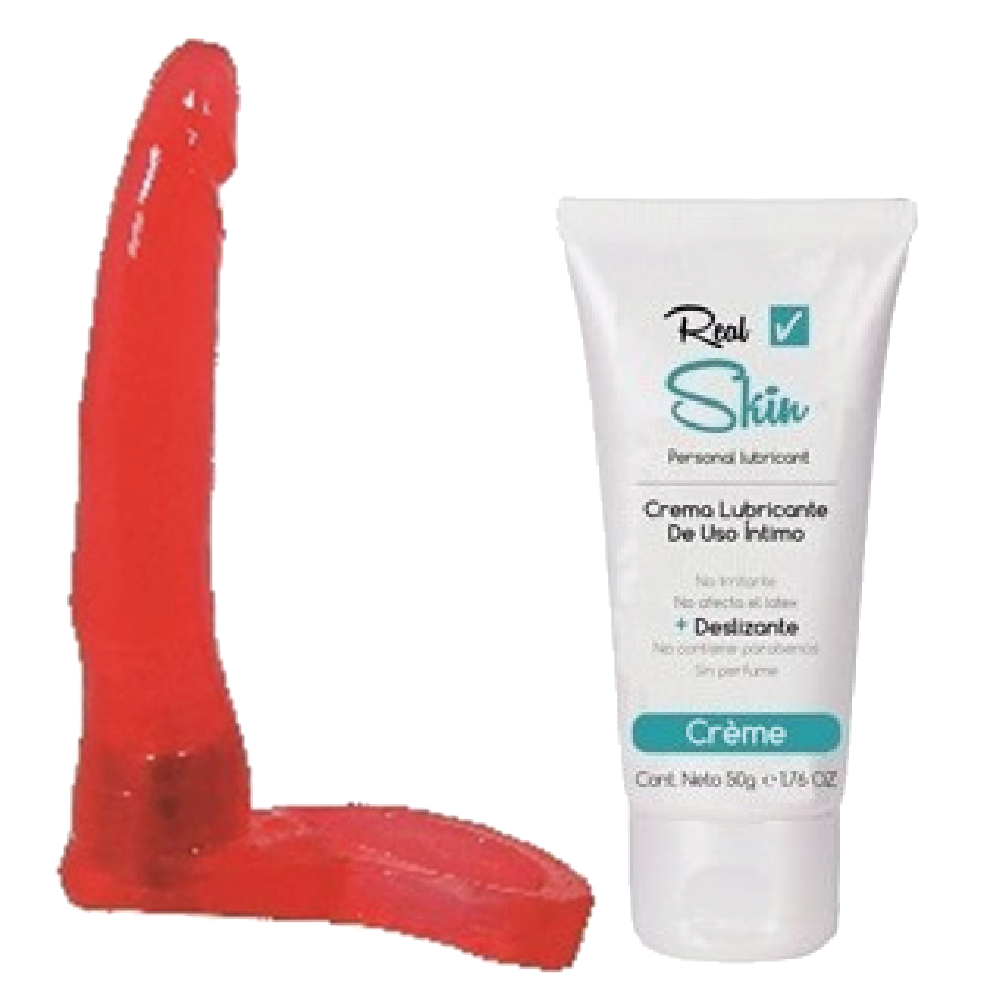 Real
Skin
Personal lubricant
Crema Lubricante
De Uso Íntimo
No Irritante
No afecta el latex
+ Deslizante
No contiene parabenos
Sin perfume
Crème
Cont. Neto 50g e 1.76 OZ